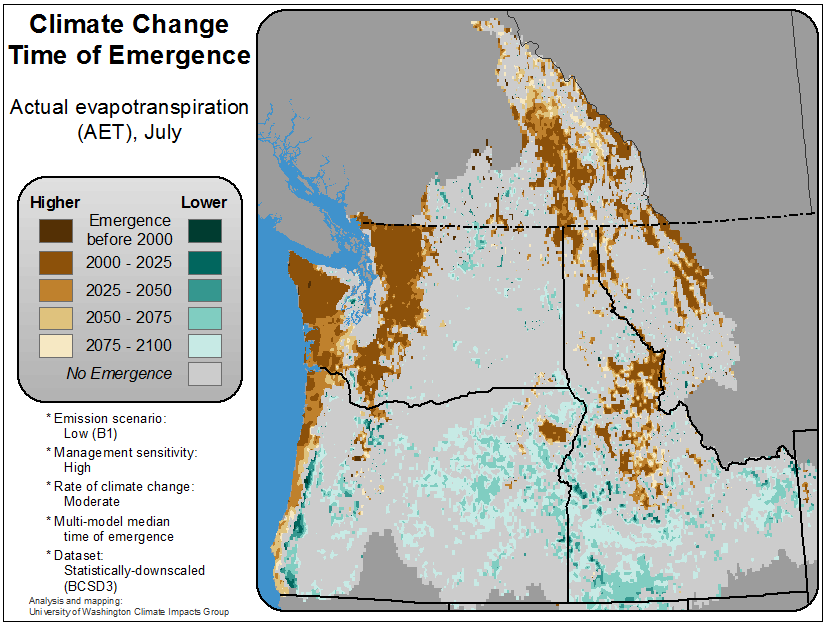 Climate Change
Time of Emergence
Actual evapotranspiration
(AET), July
Higher Lower
Emergence
before 2000
2000 - 2025
2025 - 2050
2050 - 2075
2075 - 2100
No Emergence
* Emission scenario:
Low (B1)
* Management sensitivity:
High
* Rate of climate change:
Moderate
* Multi-model median
time of emergence
* Dataset:
Statistically-downscaled
(BCSD3)
Analysis and mapping:
University of Washington Climate Impacts Group